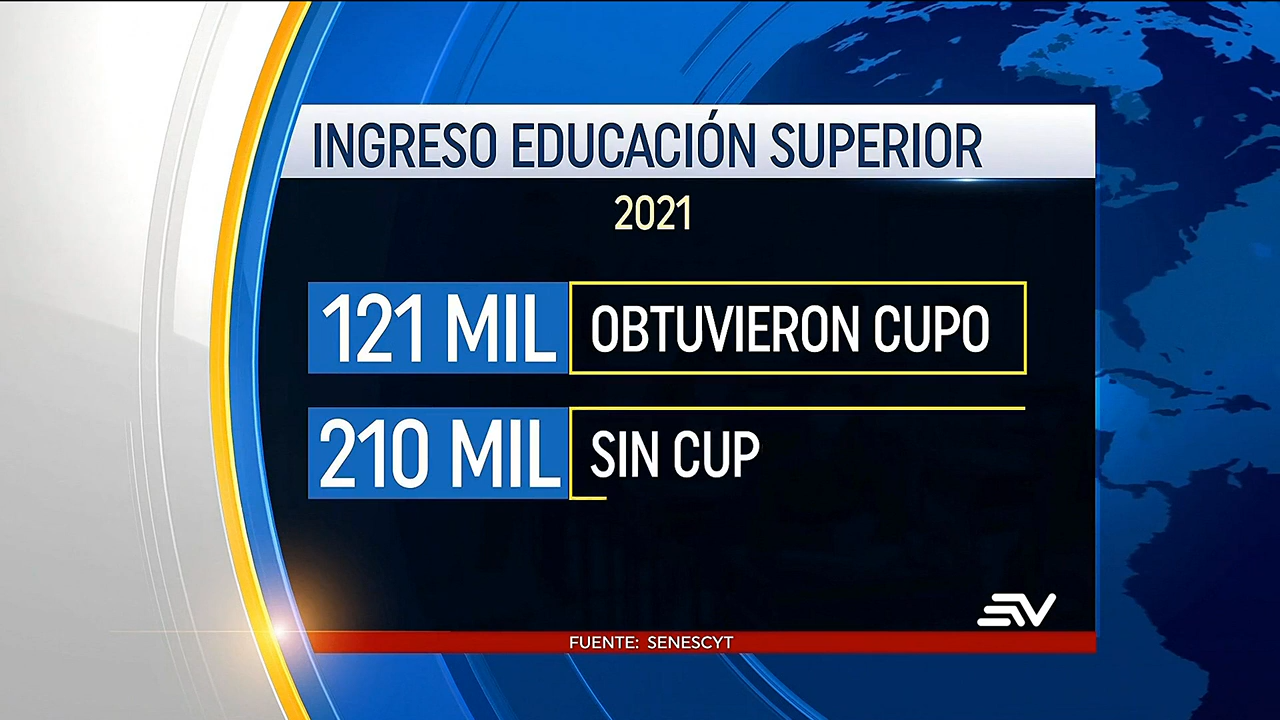 INGRESO EDUCACIÓN SUPERIOR
2021
121 MIL OBTUVIERON CUPO
210 MIL SIN CUP
FUENTE: SENESCYT